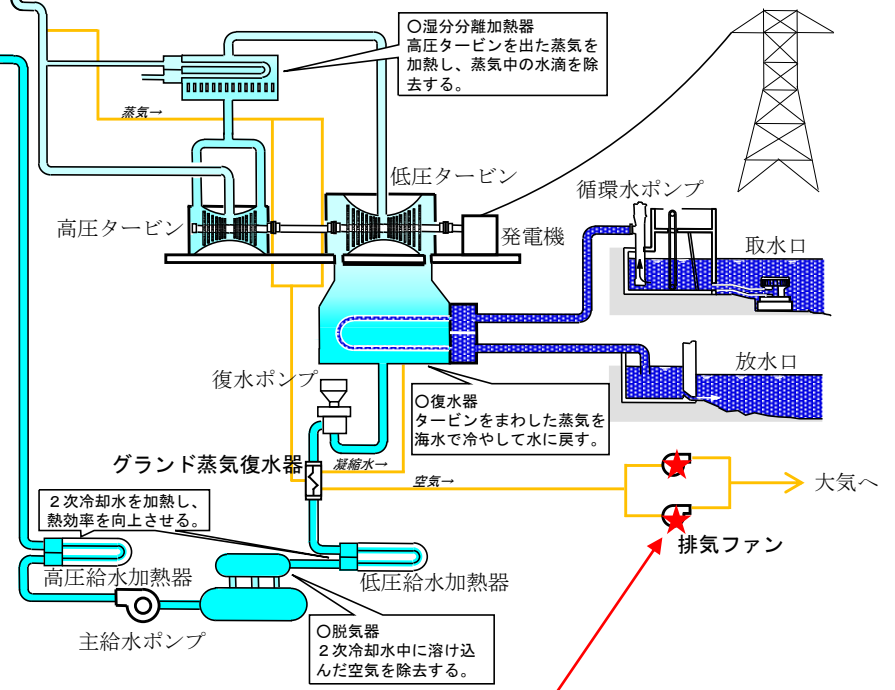 ○湿分分離加熱器
高圧タービンを出た蒸気を
加熱し、蒸気中の水滴を除
去する。
蒸気→
低圧タービン
循環水ポンプ
高圧タービン
発電機
取水口
復水ポンプ
放水口
○復水器
タービンをまわした蒸気を
海水で冷やして水に戻す。
グランド蒸気復水器
凝縮水→
空気→
大気へ
２次冷却水を加熱し、
熱効率を向上させる。
排気ファン
高圧給水加熱器
低圧給水加熱器
主給水ポンプ
○脱気器
２次冷却水中に溶け込
んだ空気を除去する。